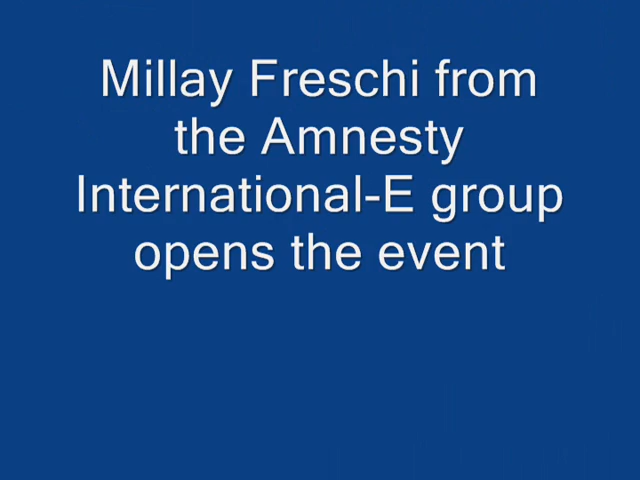 Millay Freschi from
the Amnesty
International-E group
opens the event